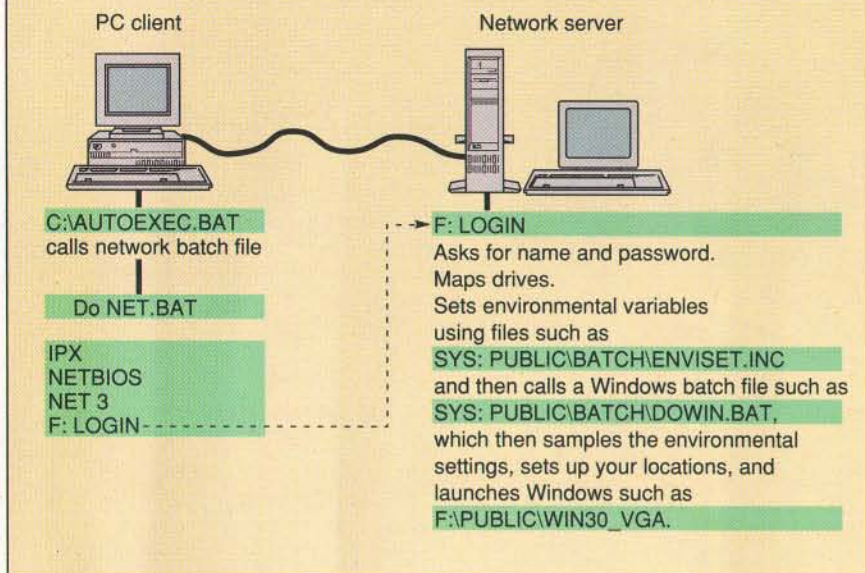 PC client
Network server
C:\AUTOEXEC.BAT
calls network batch file
Do NET.BAT
IPX
NETBIOS
NET 3
F: LOGIN
F: LOGIN
Asks for name and password.
Maps drives.
Sets environmental variables
using files such as
SYS: PUBLIC\BATCH\ENVISET.INC
and then calls a Windows batch file such as
SYS: PUBLIC\BATCH\DOWIN.BAT,
which then samples the environmental
settings, sets up your locations, and
launches Windows such as
F:\PUBLIC\WIN30_VGA.